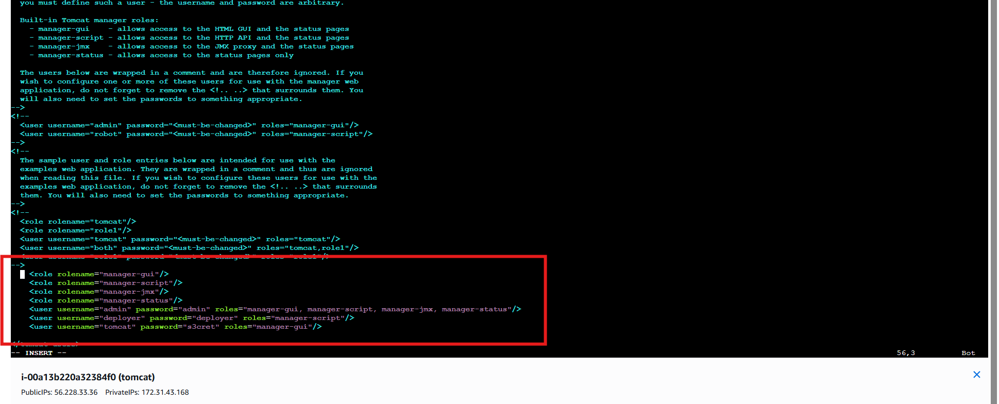 you must define such a user - the username and password are arbitrary.
Built-in Tomcat manager roles:
- manager-gui    - allows access to the HTML GUI and the status pages
- manager-script - allows access to the HTTP API and the status pages
- manager-jmx    - allows access to the JMX proxy and the status pages
- manager-status - allows access to the status pages only
The users below are wrapped in a comment and are therefore ignored. If you
wish to configure one or more of these users for use with the manager web
application, do not forget to remove the <!.. ..> that surrounds them. You
will also need to set the passwords to something appropriate.
-->
<!--
<user username="admin" password="<must-be-changed>" roles="manager-gui"/>
<user username="robot" password="<must-be-changed>" roles="manager-script"/>
-->
<!--
The sample user and role entries below are intended for use with the
examples web application. They are wrapped in a comment and thus are ignored
when reading this file. If you wish to configure these users for use with the
examples web application, do not forget to remove the <!.. ..> that surrounds
them. You will also need to set the passwords to something appropriate.
-->
<!--
<role rolename="tomcat"/>
<role rolename="role1"/>
<user username="tomcat" password="<must-be-changed>" roles="tomcat"/>
<user username="both" password="<must-be-changed>" roles="tomcat,role1"/>
<user username="role1" password="<must-be-changed>" roles="role1"/>
-->
<role rolename="manager-gui"/>
<role rolename="manager-script"/>
<role rolename="manager-jmx"/>
<role rolename="manager-status"/>
<user username="admin" password="admin" roles="manager-gui, manager-script, manager-jmx, manager-status"/>
<user username="deployer" password="deployer" roles="manager-script"/>
<user username="tomcat" password="s3cret" roles="manager-gui"/>
</tomcat-users>
-- INSERT -- 56,3 Bot
i-00a13b220a32384f0 (tomcat)
PublicIPs: 56.228.33.36 PrivateIPs: 172.31.43.168